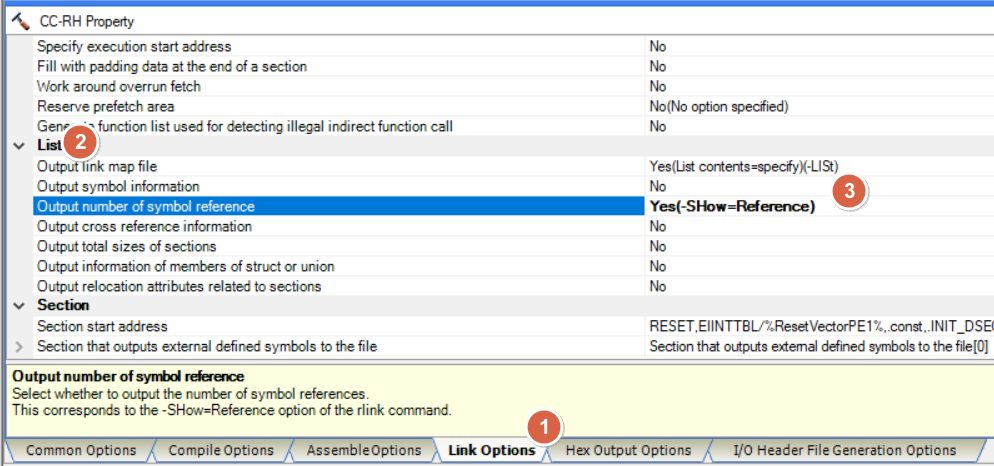 CC-RH Property
Specify execution start address No
Fill with padding data at the end of a section No
Work around overrun fetch No
Reserve prefetch area No(No option specified)
Generate function list used for detecting illegal indirect function call No
List 2
Output link map file Yes(List contents=specify)(-LISt)
Output symbol information No
3
Output number of symbol reference Yes(-SHow=Reference)
Output cross reference information No
Output total sizes of sections No
Output information of members of struct or union No
Output relocation attributes related to sections No
Section
Section start address RESET,EIINTTBL/%ResetVectorPE1%,.const,.INIT_DSE
Section that outputs external defined symbols to the file Section that outputs external defined symbols to the file[0]
Output number of symbol reference
Select whether to output the number of symbol references.
This corresponds to the -SHow=Reference option of the rlink command.
1
Common Options Compile Options Assemble Options Link Options Hex Output Options I/O Header File Generation Options